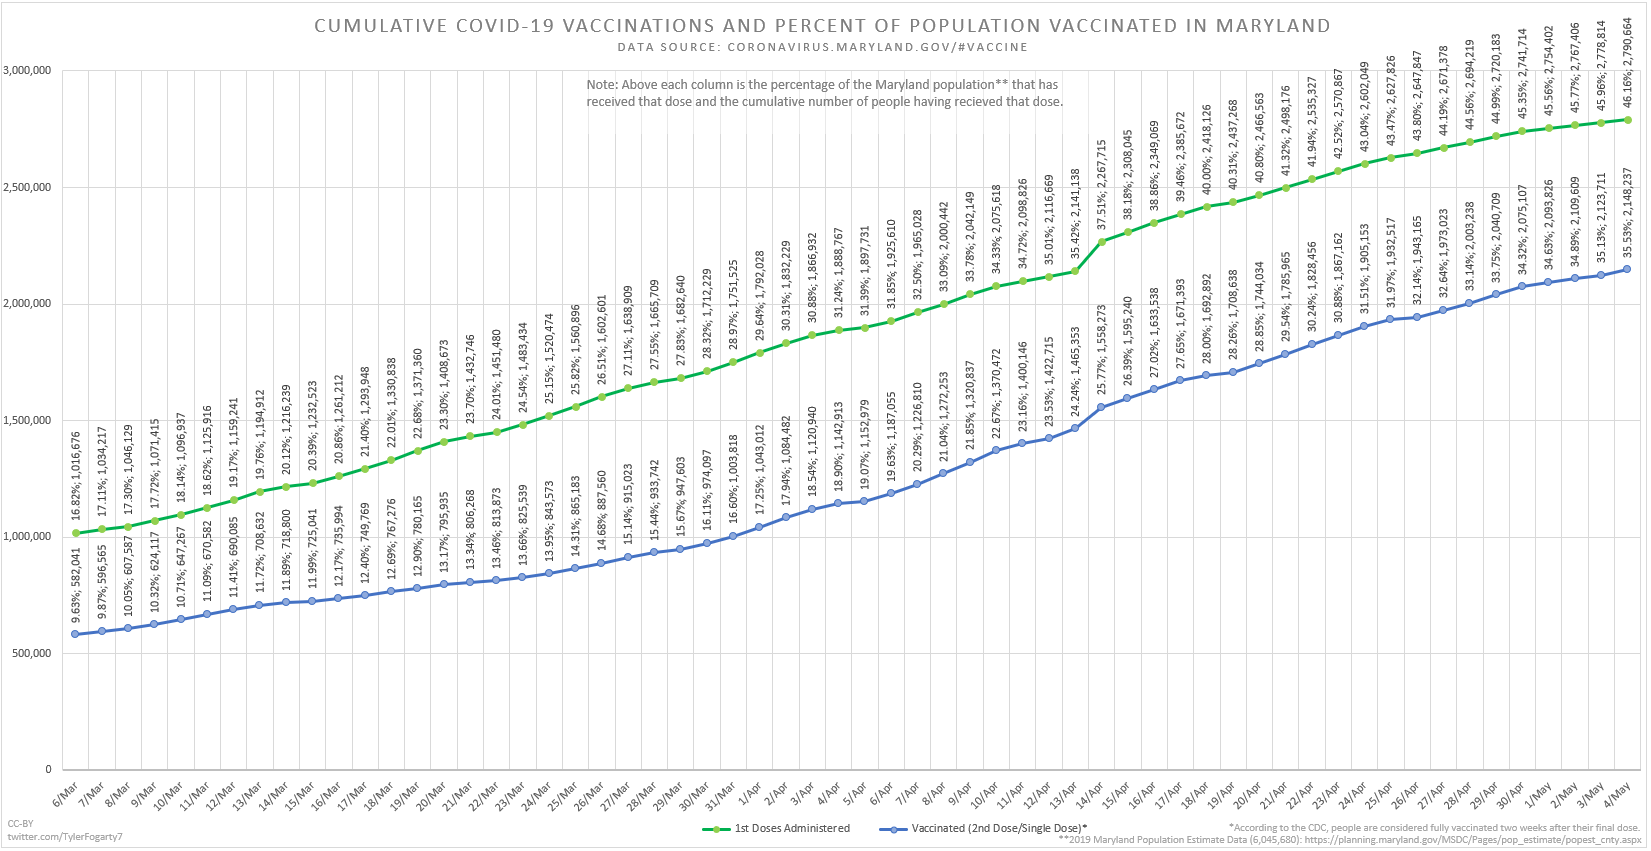 CUMULATIVE COVID-19 VACCINATIONS AND PERCENT OF POPULATION VACCINATED IN MARYLAND
DATA SOURCE: CORONAVIRUS.MARYLAND.GOV/#VACCINE
Note: Above each column is the percentage of the Maryland population** that has
received that dose and the cumulative number of people having recieved that dose.
3,000,000
2,500,000
2,000,000
1,500,000
1,000,000
500,000
0
16.82%; 1,016,676
17.11%; 1,034,217
17.30%; 1,046,129
17.72%; 1,071,415
18.14%; 1,096,937
18.62%; 1,125,916
19.17%; 1,159,241
19.76%; 1,194,912
20.12%; 1,216,239
20.39%; 1,232,523
20.86%; 1,261,212
21.40%; 1,293,948
22.01%; 1,330,838
22.68%; 1,371,360
23.30%; 1,408,673
23.70%; 1,432,746
24.01%; 1,451,480
24.54%; 1,483,434
25.15%; 1,520,474
25.82%; 1,560,896
26.51%; 1,602,601
27.11%; 1,638,909
27.55%; 1,665,709
27.83%; 1,682,640
28.32%; 1,712,229
28.97%; 1,751,525
29.64%; 1,792,028
30.31%; 1,832,229
30.88%; 1,866,932
31.24%; 1,888,767
31.39%; 1,897,731
31.85% 1,925,610
32.50% 1,965,028
33.09%; 2,000,442
33.78%; 2,042,149
34.33% 2,075,618
34.72%; 2,098,826
35.01%; 2,116,669
35.42%; 2,141,138
37.51%; 2,267,715
38.18%; 2,308,045
38.86%; 2,349,069
39.46%; 2,385,672
40.00%; 2,418,126
40.31%; 2,437,268
40.80%; 2,466,563
41.32%; 2,498,176
41.94%; 2,535,327
42.52%; 2,570,867
43.04%; 2,602,049
43.47%; 2,627,826
43.80%; 2,647,847
44.19%; 2,671,378
44.56%; 2,694,219
44.99%; 2,720,183
45.35%; 2,741,714
45.56%; 2,754,402
45.77%; 2,767,406
45.96%; 2,778,814
46.16%; 2,790,664
9.63%; 582,041
9.87%; 596,565
10.05%; 607,587
10.32%; 624,117
10.71%; 647,267
11.09%; 670,582
11.41%; 690,085
11.72%; 708,632
11.89%; 718,800
11.99%; 725,041
12.17%; 735,994
12.40%; 749,769
12.69%; 767,276
12.90%; 780,165
13.17%; 795,935
13.34%; 806,268
13.46%; 813,873
13.66%; 825,539
13.95%; 843,573
14.31%; 865,183
14.68% 887,560
15.14%; 915,023
15.44%; 933,742
15.67%; 947,603
16.11%; 974,097
16.60%; 1,003,818
17.25%; 1,043,012
17.94%; 1,084,482
18.54%; 1,120,940
18.90%; 1,142,913
19.07%; 1,152,979
19.63%; 1,187,055
20.29%; 1,226,810
21.04%; 1,272,253
21.85% 1,320,837
22.67%; 1,370,472
23.16%; 1,400,146
23.53%; 1,422,715
24.24%; 1,465,353
25.77%; 1,558,273
26.39%; 1,595,240
27.02%; 1,633,538
27.65%; 1,671,393
28.00%; 1,692,892
28.26%; 1,708,638
28.85%; 1,744,034
29.54%; 1,785,965
30.24%; 1,828,456
30.88%; 1,867,162
31.51%; 1,905,153
31.97%; 1,932,517
32.14%; 1,943,165
32.64%; 1,973,023
33.14%; 2,003,238
33.75%; 2,040,709
34.32%; 2,075,107
34.63%; 2,093,826
34.89%; 2,109,609
35.13%; 2,123,711
35.53%; 2,148,237
6/Mar
7/Mar
8/Mar
9/Mar
10/Mar
11/Mar
12/Mar
13/Mar
14/Mar
15/Mar
16/Mar
17/Mar
18/Mar
19/Mar
20/Mar
21/Mar
22/Mar
23/Mar
24/Mar
25/Mar
26/Mar
27/Mar
28/Mar
29/Mar
30/Mar
31/Mar
1/Apr
2/Apr
3/Apr
4/Apr
5/Apr
6/Apr
7/Apr
8/Apr
9/Apr
10/Apr
11/Apr
12/Apr
13/Apr
14/Apr
15/Apr
16/Apr
17/Apr
18/Apr
19/Apr
20/Apr
21/Apr
22/Apr
23/Apr
24/Apr
25/Apr
26/Apr
27/Apr
28/Apr
29/Apr
30/Apr
1/May
2/May
3/May
4/May
CC-BY
twitter.com/TylerFogarty7
1st Doses Administered
Vaccinated (2nd Dose/Single Dose)*
*According to the CDC, people are considered fully vaccinated two weeks after their final dose.
**2019 Maryland Population Estimate Data (6,045,680): https://planning.maryland.gov/MSDC/Pages/pop_estimate/popest_cnty.aspx